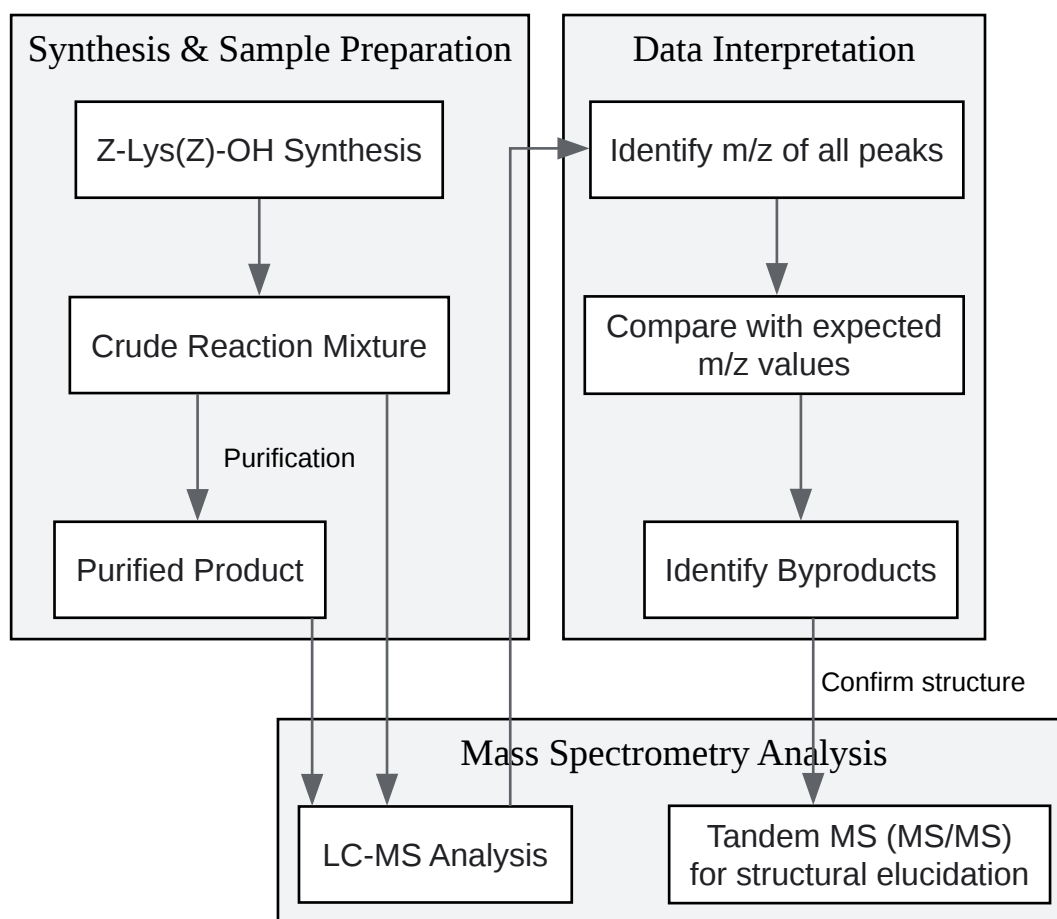 Synthesis & Sample Preparation
Z-Lys(Z)-OH Synthesis
Crude Reaction Mixture
Purification
Purified Product
Data Interpretation
Identify m/z of all peaks
Compare with expected
m/z values
Identify Byproducts
Confirm structure
Mass Spectrometry Analysis
LC-MS Analysis
Tandem MS (MS/MS)
for structural elucidation